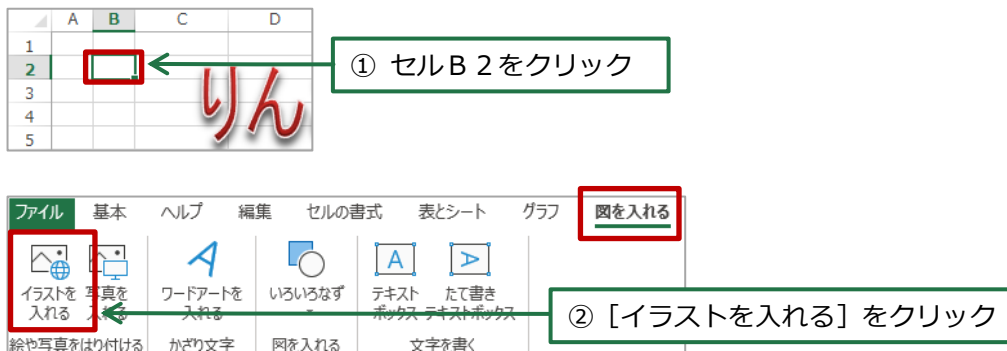 A B C D
1
2
3
4
5
りん
① セルB2をクリック
ファイル 基本 ヘルプ 編集 セルの書式 表とシート グラフ 図を入れる
イラストを 写真を ワードアートを いろいろなず テキスト たて書き
入れる 入れる 入れる ボックス テキストボックス
② [イラストを入れる] をクリック
絵や写真をはり付ける かざり文字 図を入れる 文字を書く